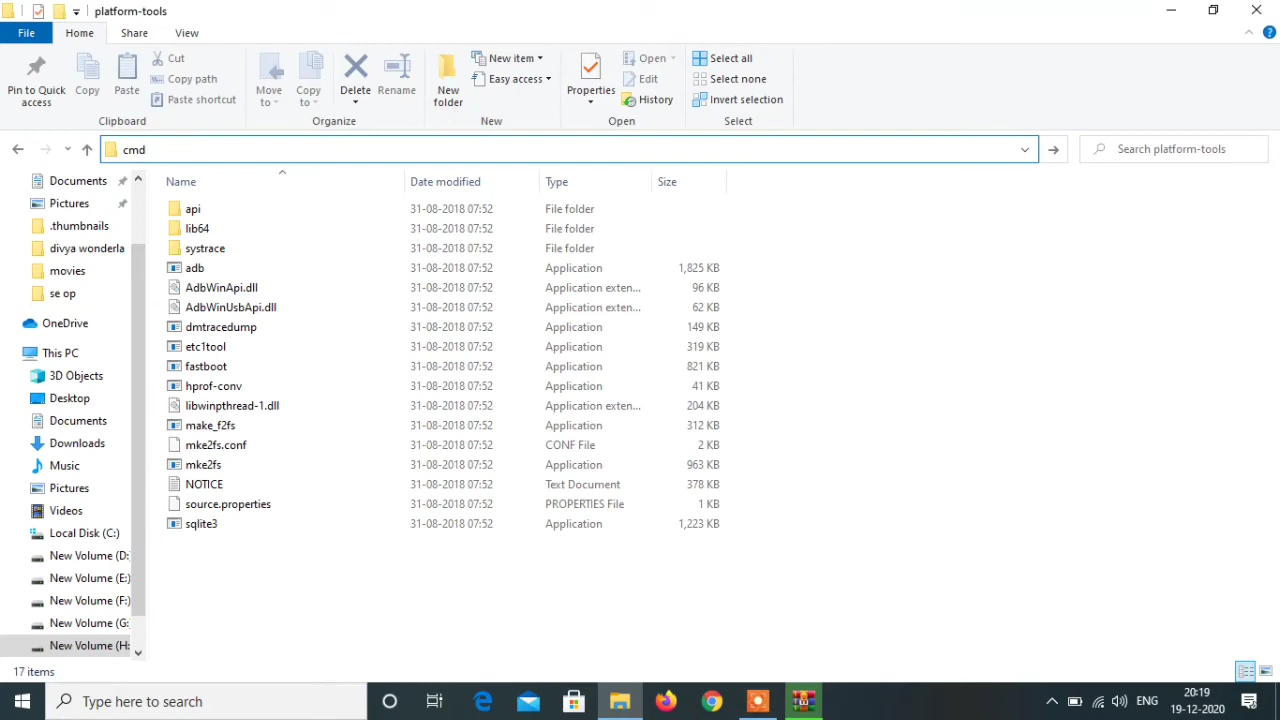 platform-tools
File
Home
Share
View
Pin to Quick access
Copy
Paste
Cut
Copy path
Paste shortcut
Clipboard
Move to
Copy to
Delete
Rename
Organize
New folder
New item
Easy access
New
Properties
Open
Edit
History
Open
Select all
Select none
Invert selection
Select
cmd
Search platform-tools
Documents
Pictures
.thumbnails
divya wonderla
movies
se op
OneDrive
This PC
3D Objects
Desktop
Documents
Downloads
Music
Pictures
Videos
Local Disk (C:)
New Volume (D:
New Volume (E:)
New Volume (F:)
New Volume (G:
New Volume (H:
Name Date modified Type Size
api 31-08-2018 07:52 File folder
lib64 31-08-2018 07:52 File folder
systrace 31-08-2018 07:52 File folder
adb 31-08-2018 07:52 Application 1,825 KB
AdbWinApi.dll 31-08-2018 07:52 Application exten... 96 KB
AdbWinUsbApi.dll 31-08-2018 07:52 Application exten... 62 KB
dmtracedump 31-08-2018 07:52 Application 149 KB
etc1tool 31-08-2018 07:52 Application 319 KB
fastboot 31-08-2018 07:52 Application 821 KB
hprof-conv 31-08-2018 07:52 Application 41 KB
libwinpthread-1.dll 31-08-2018 07:52 Application exten... 204 KB
make_f2fs 31-08-2018 07:52 Application 312 KB
mke2fs.conf 31-08-2018 07:52 CONF File 2 KB
mke2fs 31-08-2018 07:52 Application 963 KB
NOTICE 31-08-2018 07:52 Text Document 378 KB
source.properties 31-08-2018 07:52 PROPERTIES File 1 KB
sqlite3 31-08-2018 07:52 Application 1,223 KB
17 items
Type here to search
ENG
20:19
19-12-2020